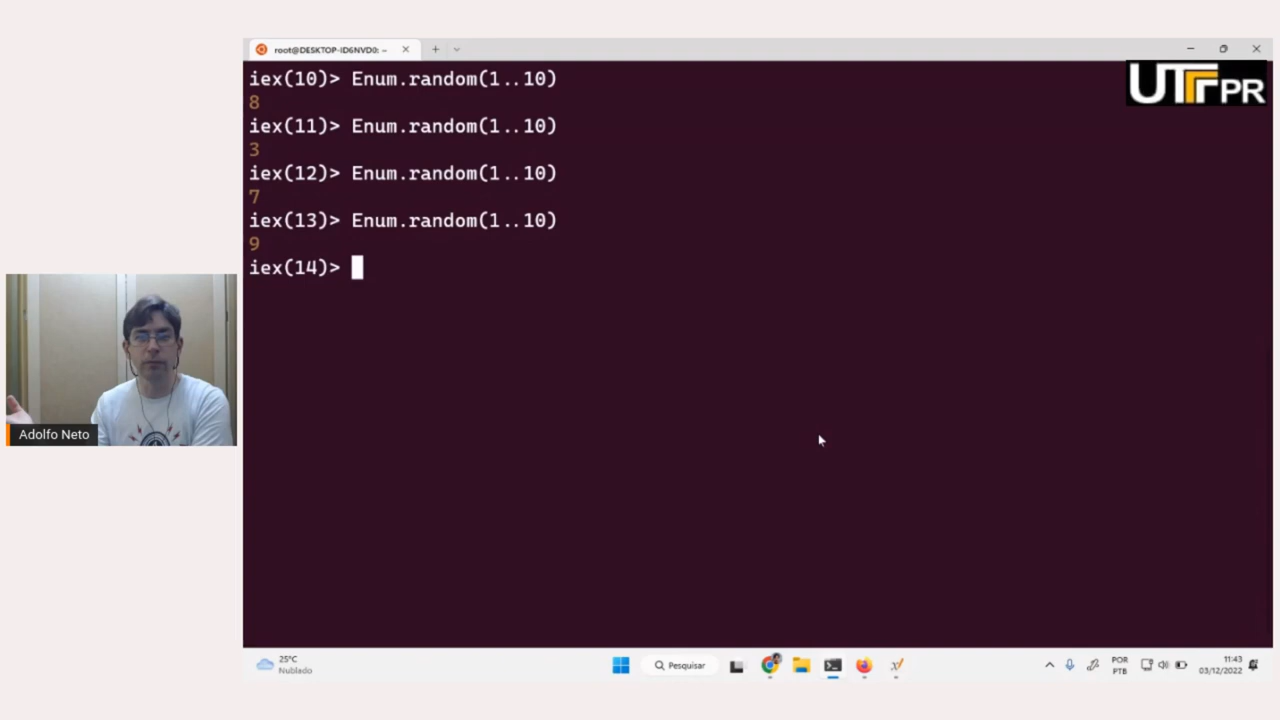 root@DESKTOP-ID6NVD0: ~
iex(10)> Enum.random(1..10)
8
iex(11)> Enum.random(1..10)
3
iex(12)> Enum.random(1..10)
7
iex(13)> Enum.random(1..10)
9
iex(14)>
UTFPR
Adolfo Neto
25°C
Nublado
Pesquisar
POR
PTB
11:43
03/12/2022